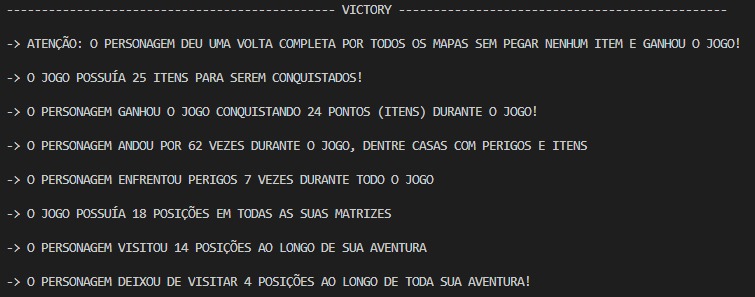 ----------------------------------------------- VICTORY -----------------------------------------------
-> ATENÇÃO: O PERSONAGEM DEU UMA VOLTA COMPLETA POR TODOS OS MAPAS SEM PEGAR NENHUM ITEM E GANHOU O JOGO!
-> O JOGO POSSUÍA 25 ITENS PARA SEREM CONQUISTADOS!
-> O PERSONAGEM GANHOU O JOGO CONQUISTANDO 24 PONTOS (ITENS) DURANTE O JOGO!
-> O PERSONAGEM ANDOU POR 62 VEZES DURANTE O JOGO, DENTRE CASAS COM PERIGOS E ITENS
-> O PERSONAGEM ENFRENTOU PERIGOS 7 VEZES DURANTE TODO O JOGO
-> O JOGO POSSUÍA 18 POSIÇÕES EM TODAS AS SUAS MATRIZES
-> O PERSONAGEM VISITOU 14 POSIÇÕES AO LONGO DE SUA AVENTURA
-> O PERSONAGEM DEIXOU DE VISITAR 4 POSIÇÕES AO LONGO DE TODA SUA AVENTURA!